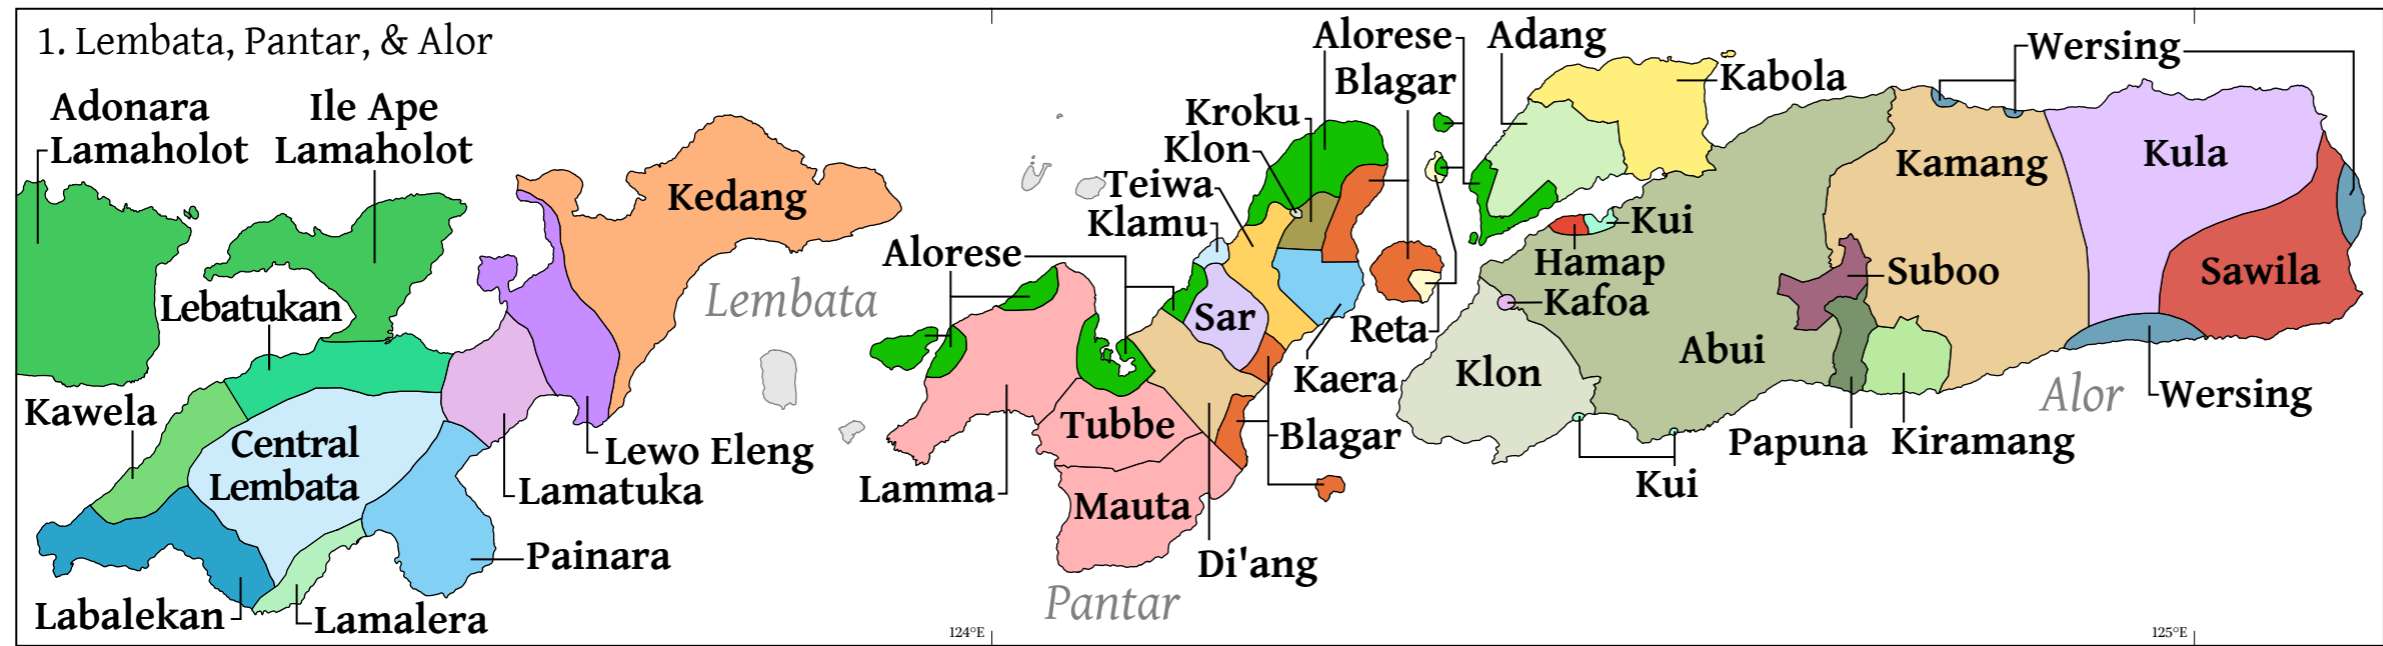 1. Lembata, Pantar, & Alor
Adonara
Lamaholot
Ile Ape
Lamaholot
Kedang
Lebatukan
Lembata
Kawela
Central
Lembata
Lewo Eleng
Lamatuka
Painara
Labalekan
Lamalera
Alorese
Blagar
Kroku
Klon
Teiwa
Klamu
Alorese
Sar
Reta
Kaera
Tubbe
Blagar
Lamma
Mauta
Di'ang
Pantar
Adang
Kabola
Wersing
Kamang
Kula
Kui
Hamap
Kafoa
Suboo
Sawila
Klon
Abui
Alor
Wersing
Papuna
Kiramang
Kui
124°E
125°E